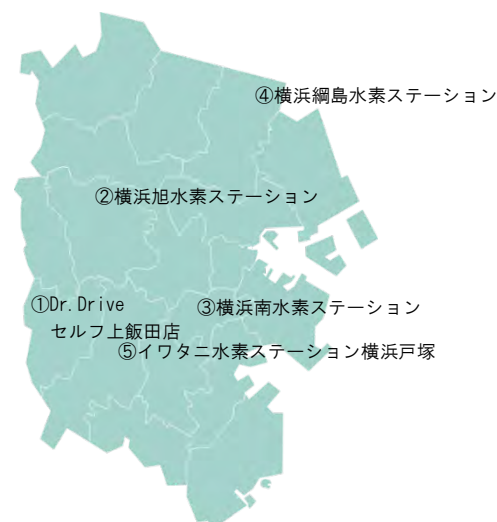 ④横浜綱島水素ステーション
②横浜旭水素ステーション
①Dr.Drive
セルフ上飯田店
③横浜南水素ステーション
⑤イワタニ水素ステーション横浜戸塚